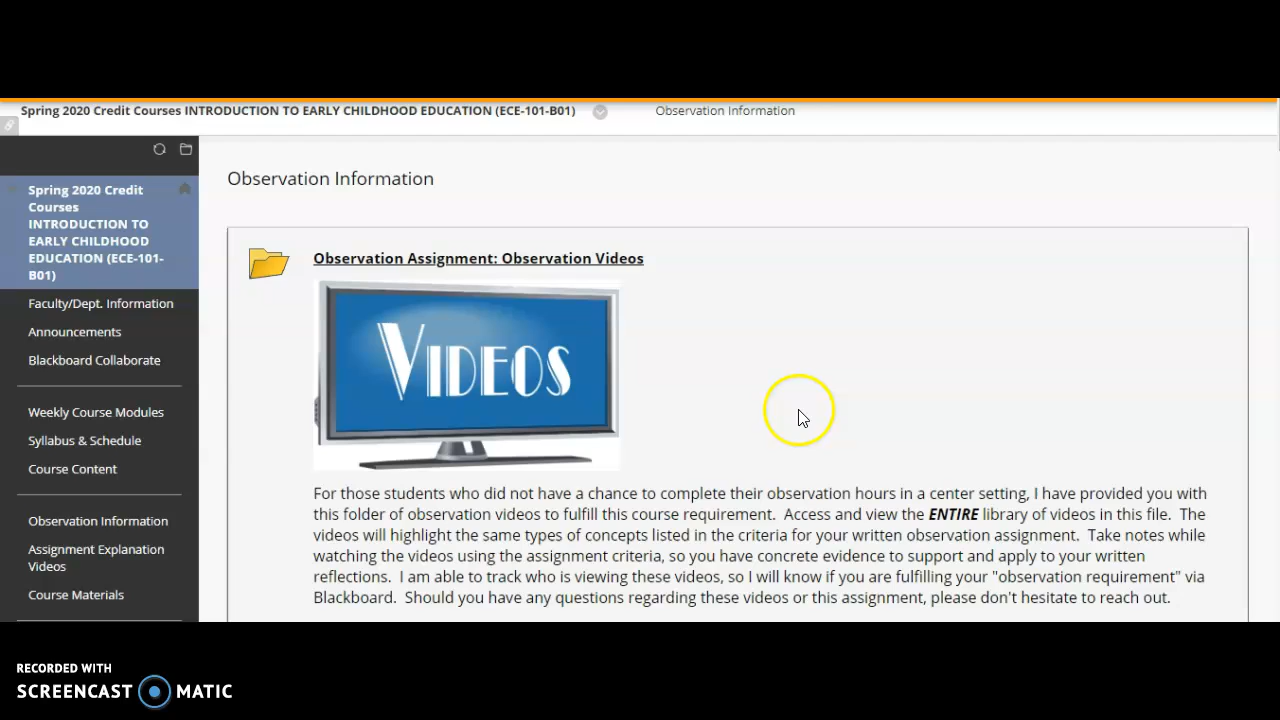 Spring 2020 Credit Courses INTRODUCTION TO EARLY CHILDHOOD EDUCATION (ECE-101-B01)
Observation Information
Spring 2020 Credit
Courses
INTRODUCTION TO
EARLY CHILDHOOD
EDUCATION (ECE-101-
B01)
Faculty/Dept. Information
Announcements
Blackboard Collaborate
Weekly Course Modules
Syllabus & Schedule
Course Content
Observation Information
Assignment Explanation
Videos
Course Materials
Observation Information
Observation Assignment: Observation Videos
VIDEOS
For those students who did not have a chance to complete their observation hours in a center setting, I have provided you with
this folder of observation videos to fulfill this course requirement.  Access and view the ENTIRE library of videos in this file.  The
videos will highlight the same types of concepts listed in the criteria for your written observation assignment.  Take notes while
watching the videos using the assignment criteria, so you have concrete evidence to support and apply to your written
reflections.  I am able to track who is viewing these videos, so I will know if you are fulfilling your "observation requirement" via
Blackboard.  Should you have any questions regarding these videos or this assignment, please don't hesitate to reach out.
RECORDED WITH
SCREENCAST MATIC